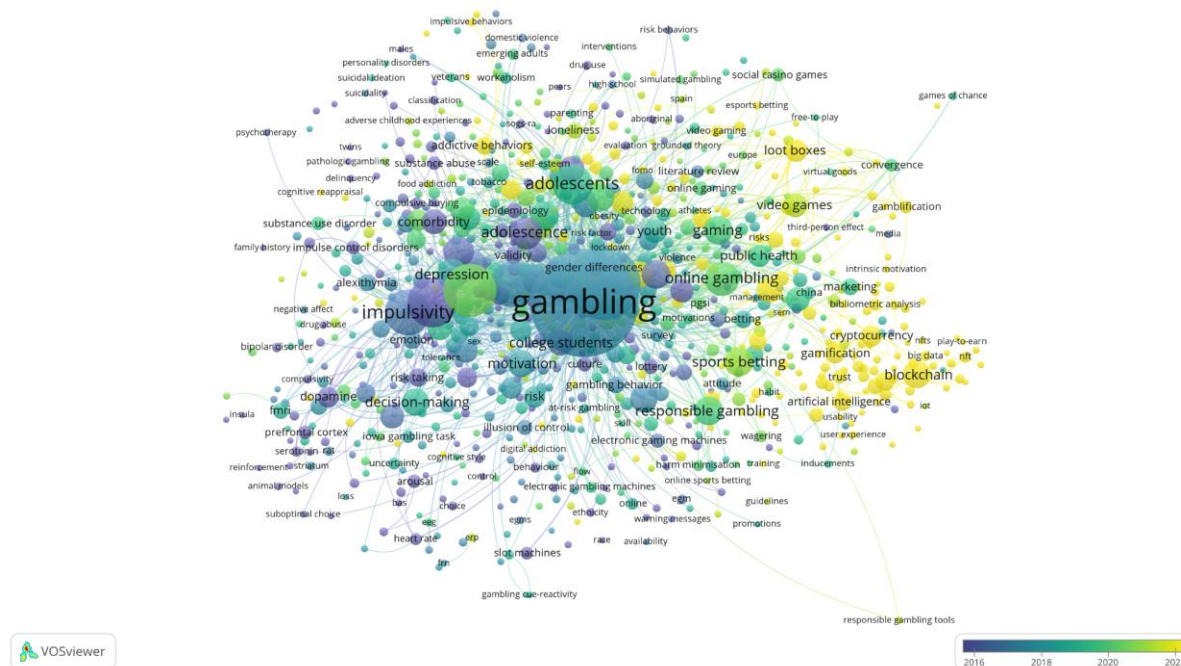 impulsive behaviors
risk behaviors
domestic violence
males
emerging adults
interventions
personality disorders
drug use
suicidal ideation
veterans
workaholism
high school
simulated gambling
social casino games
suicidality
peers
games of chance
classification
spain
esports betting
sogs-ra
parenting
free-to-play
psychotherapy
adverse childhood experiences
loneliness
aboriginal
video gaming
twins
addictive behaviors
evaluation
grounded theory
loot boxes
pathologic gambling
substance abuse
scale
self-esteem
europe
convergence
delinquency
fomo
literature review
virtual goods
cognitive reappraisal
food addiction
tobacco
adolescents
online gaming
compulsive buying
video games
gamblification
substance use disorder
comorbidity
epidemiology
obesity
technology
athletes
third-person effect
family history
impulse control disorders
adolescence
risk factor
youth
gaming
risks
media
lockdown
validity
violence
public health
depression
gender differences
online gambling
intrinsic motivation
alexithymia
management
china
marketing
gambling
pgsi
bibliometric analysis
negative affect
impulsivity
motivations
betting
sem
drug abuse
emotion
sex
college students
survey
cryptocurrency
nfts
play-to-earn
bipolar disorder
tolerance
motivation
culture
lottery
sports betting
gamification
big data
nft
compulsivity
risk taking
gambling behavior
attitude
trust
blockchain
dopamine
decision-making
risk
habit
artificial intelligence
iot
insula
fmri
at-risk gambling
responsible gambling
usability
prefrontal cortex
iowa gambling task
illusion of control
skill
electronic gaming machines
wagering
user experience
serotonin
rat
digital addiction
reinforcement
striatum
uncertainty
cognitive style
behaviour
flow
harm minimisation
training
inducements
animal models
arousal
control
electronic gambling machines
online sports betting
loss
bas
choice
online
egm
guidelines
suboptimal choice
eeg
egms
ethnicity
warning messages
promotions
heart rate
erp
slot machines
race
availability
frn
gambling cue-reactivity
responsible gambling tools
VOSviewer
2016 2018 2020